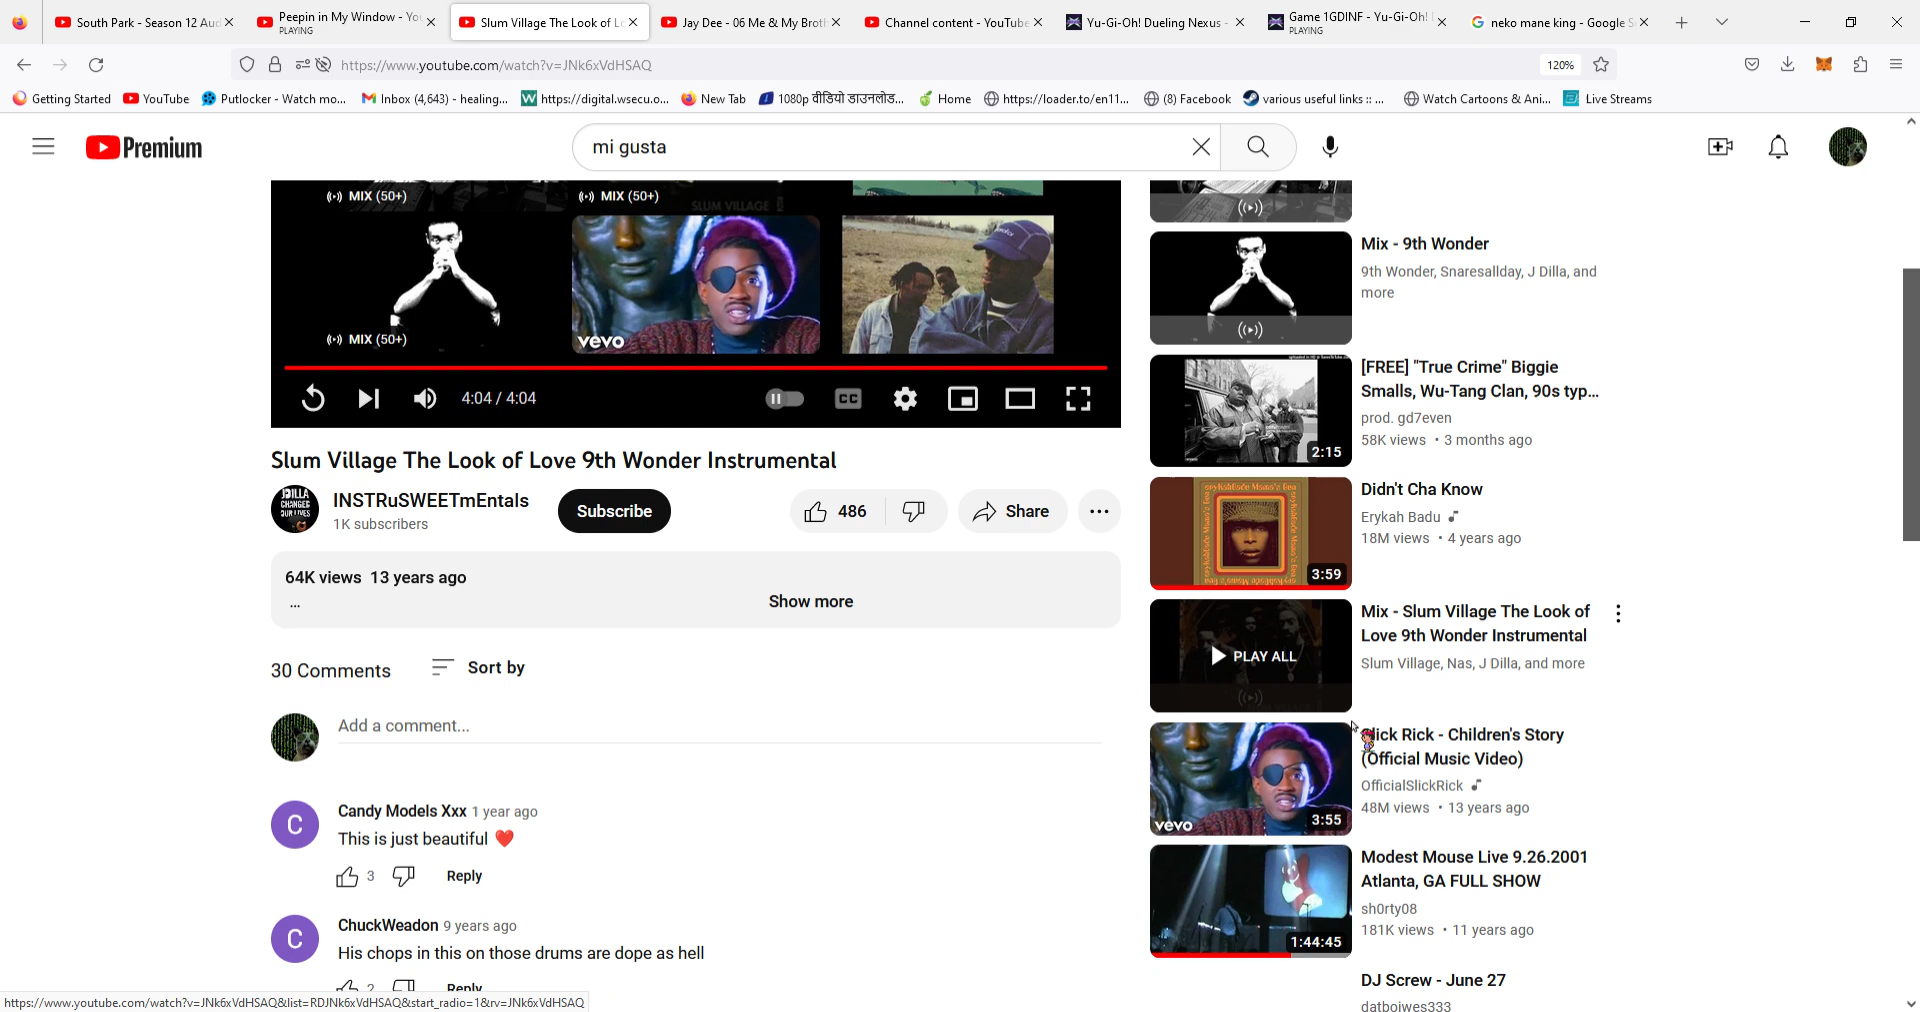 South Park - Season 12 Aud
Peepin in My Window - Yo
PLAYING
Slum Village The Look of Lo
Jay Dee - 06 Me & My Broth
Channel content - YouTube
Yu-Gi-Oh! Dueling Nexus -
Game 1GDINF - Yu-Gi-Oh!
PLAYING
neko mane king - Google S
https://www.youtube.com/watch?v=JNk6xVdHSAQ
120%
Getting Started
YouTube
Putlocker - Watch mo...
Inbox (4,643) - healing...
https://digital.wsecu.o...
New Tab
1080p वीडियो डाउनलोड...
Home
https://loader.to/en11...
(8) Facebook
various useful links :: ...
Watch Cartoons & Ani...
Live Streams
Premium
mi gusta
MIX (50+)
MIX (50+)
SLUM VILLAGE
MIX (50+)
vevo
4:04 / 4:04
CC
Slum Village The Look of Love 9th Wonder Instrumental
JDILLA
CHANGED
OUR LIVES
INSTRuSWEETmEntals
1K subscribers
Subscribe
486
Share
64K views 13 years ago
...
Show more
30 Comments
Sort by
Add a comment...
C
Candy Models Xxx 1 year ago
This is just beautiful ❤️
3
Reply
C
ChuckWeadon 9 years ago
His chops in this on those drums are dope as hell
2
Reply
https://www.youtube.com/watch?v=JNk6xVdHSAQ&list=RDJNk6xVdHSAQ&start_radio=1&rv=JNk6xVdHSAQ
Mix - 9th Wonder
9th Wonder, Snaresallday, J Dilla, and
more
[FREE] "True Crime" Biggie
Smalls, Wu-Tang Clan, 90s typ...
prod. gd7even
58K views • 3 months ago
2:15
Didn't Cha Know
Erykah Badu
18M views • 4 years ago
3:59
Mix - Slum Village The Look of
Love 9th Wonder Instrumental
Slum Village, Nas, J Dilla, and more
PLAY ALL
Slick Rick - Children's Story
(Official Music Video)
OfficialSlickRick
48M views • 13 years ago
vevo
3:55
Modest Mouse Live 9.26.2001
Atlanta, GA FULL SHOW
sh0rty08
181K views • 11 years ago
1:44:45
DJ Screw - June 27
datboiwes333